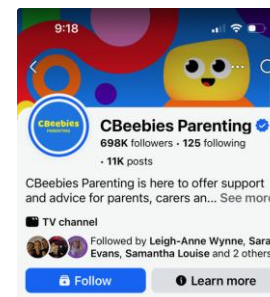 9:18
CBeebies
PARENTING
CBeebies Parenting
698K followers • 125 following
• 11K posts
CBeebies Parenting is here to offer support
and advice for parents, carers an... See more
TV channel
Followed by Leigh-Anne Wynne, Sara
Evans, Samantha Louise and 2 others
Follow
Learn more